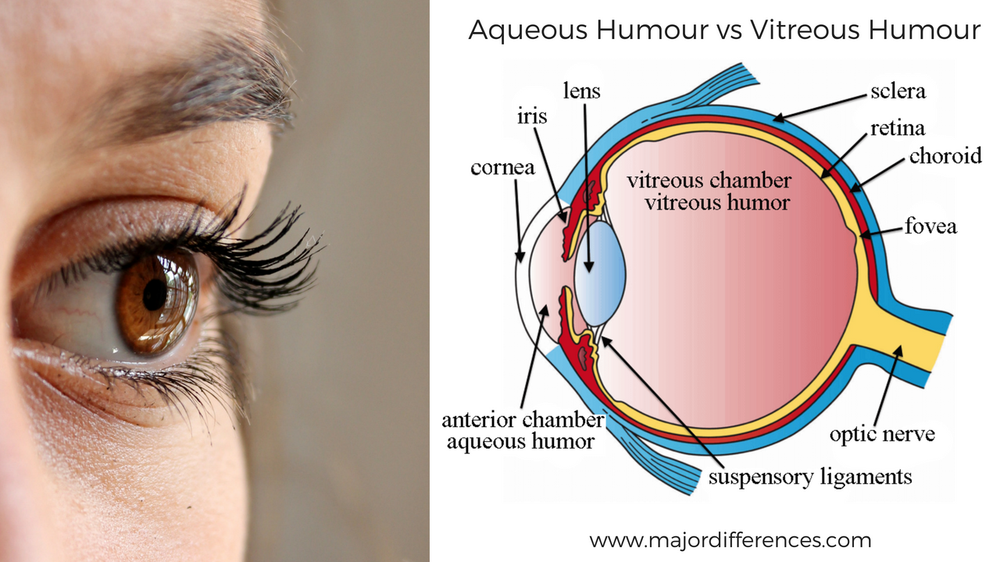 Aqueous Humour vs Vitreous Humour
lens
sclera
iris
retina
choroid
cornea
vitreous chamber
vitreous humor
fovea
anterior chamber
aqueous humor
optic nerve
suspensory ligaments
www.majordifferences.com